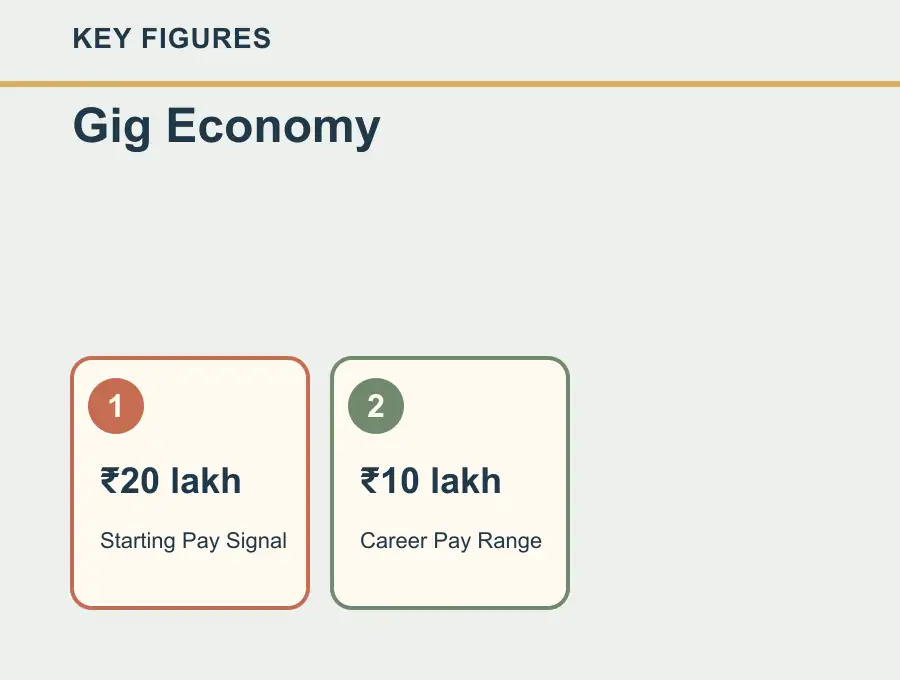 KEY FIGURES
Gig Economy
1
₹20 lakh
Starting Pay Signal
2
₹10 lakh
Career Pay Range